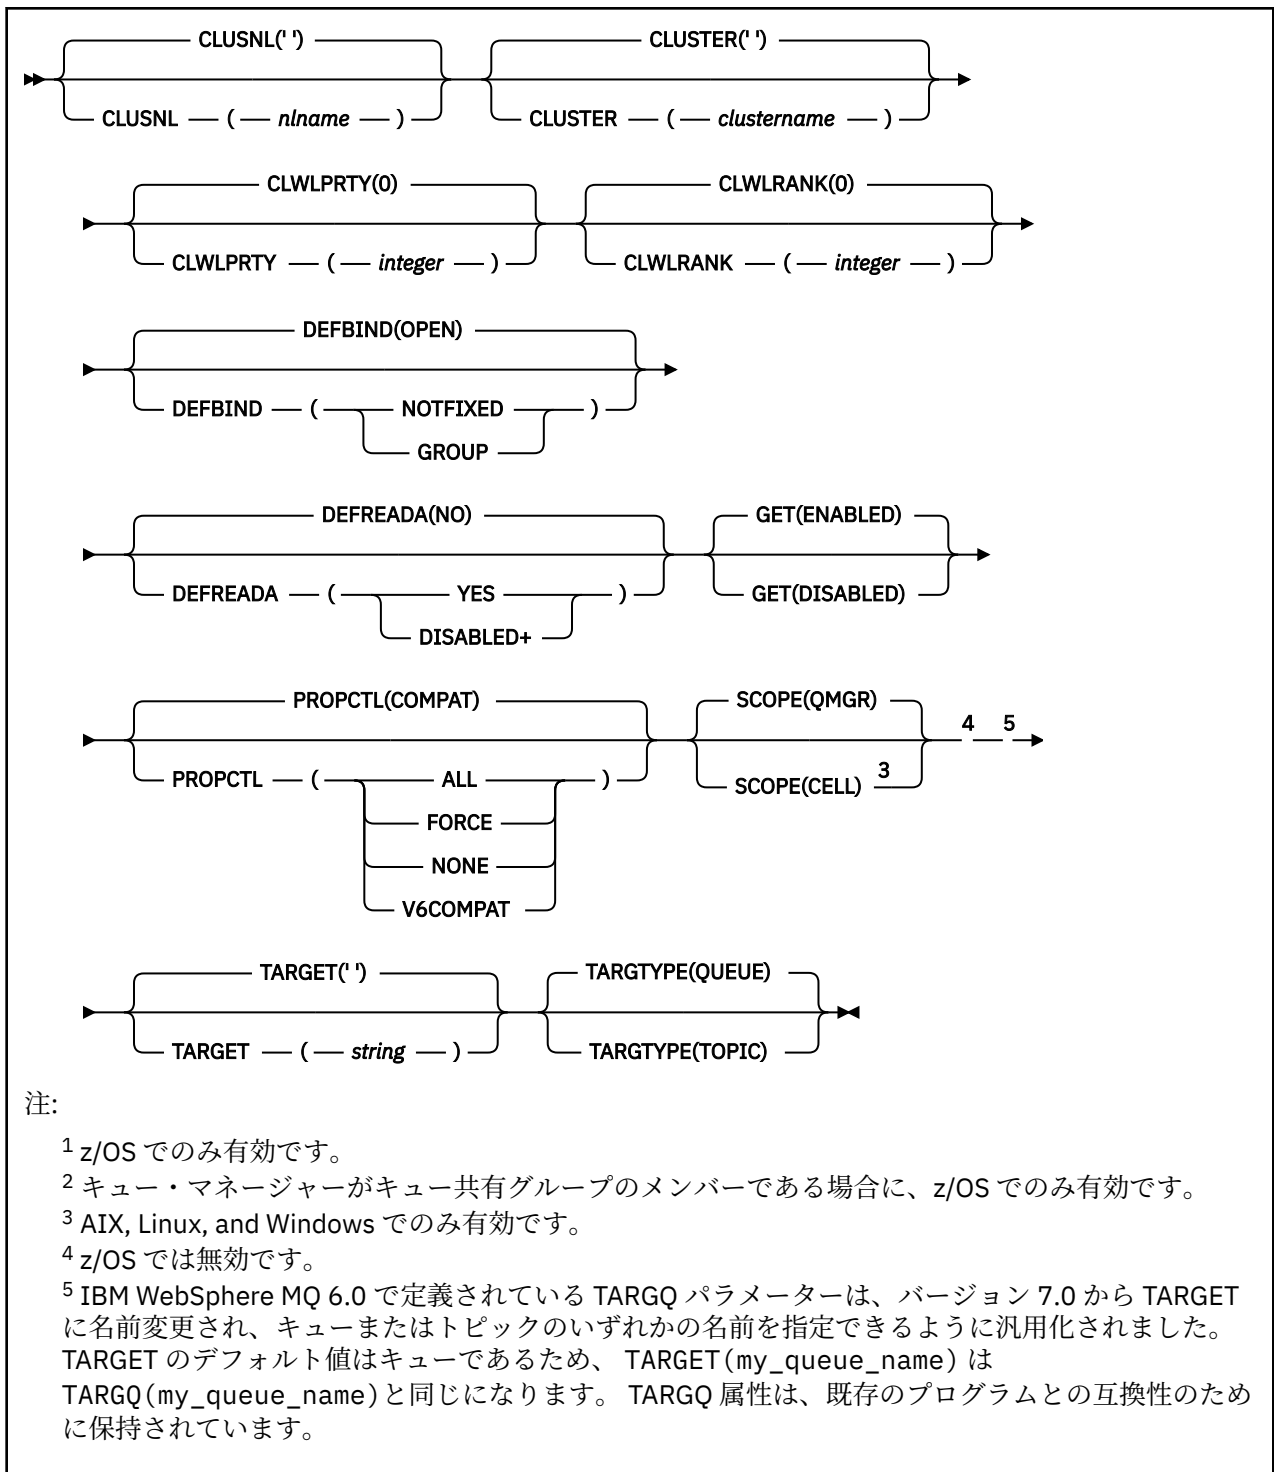 CLUSNL(' ') CLUSTER(' ')
CLUSNL ( nlname ) CLUSTER ( clustername )
CLWLPRTY(0) CLWLRANK(0)
CLWLPRTY ( integer ) CLWLRANK ( integer )
DEFBIND(OPEN)
DEFBIND ( NOTFIXED )
GROUP
DEFREADA(NO) GET(ENABLED)
DEFREADA ( YES ) GET(DISABLED)
DISABLED+
PROPCTL(COMPAT) SCOPE(QMGR) 4 5
PROPCTL ( ALL ) SCOPE(CELL) 3
FORCE
NONE
V6COMPAT
TARGET(' ') TARGTYPE(QUEUE)
TARGET ( string ) TARGTYPE(TOPIC)
注:
1 z/OS でのみ有効です。
2 キュー・マネージャーがキュー共有グループのメンバーである場合に、z/OS でのみ有効です。
3 AIX, Linux, and Windows でのみ有効です。
4 z/OS では無効です。
5 IBM WebSphere MQ 6.0 で定義されている TARGQ パラメーターは、バージョン 7.0 から TARGET
に名前変更され、キューまたはトピックのいずれかの名前を指定できるように汎用化されました。
TARGET のデフォルト値はキューであるため、 TARGET(my_queue_name) は
TARGQ(my_queue_name)と同じになります。 TARGQ 属性は、既存のプログラムとの互換性のため
に保持されています。